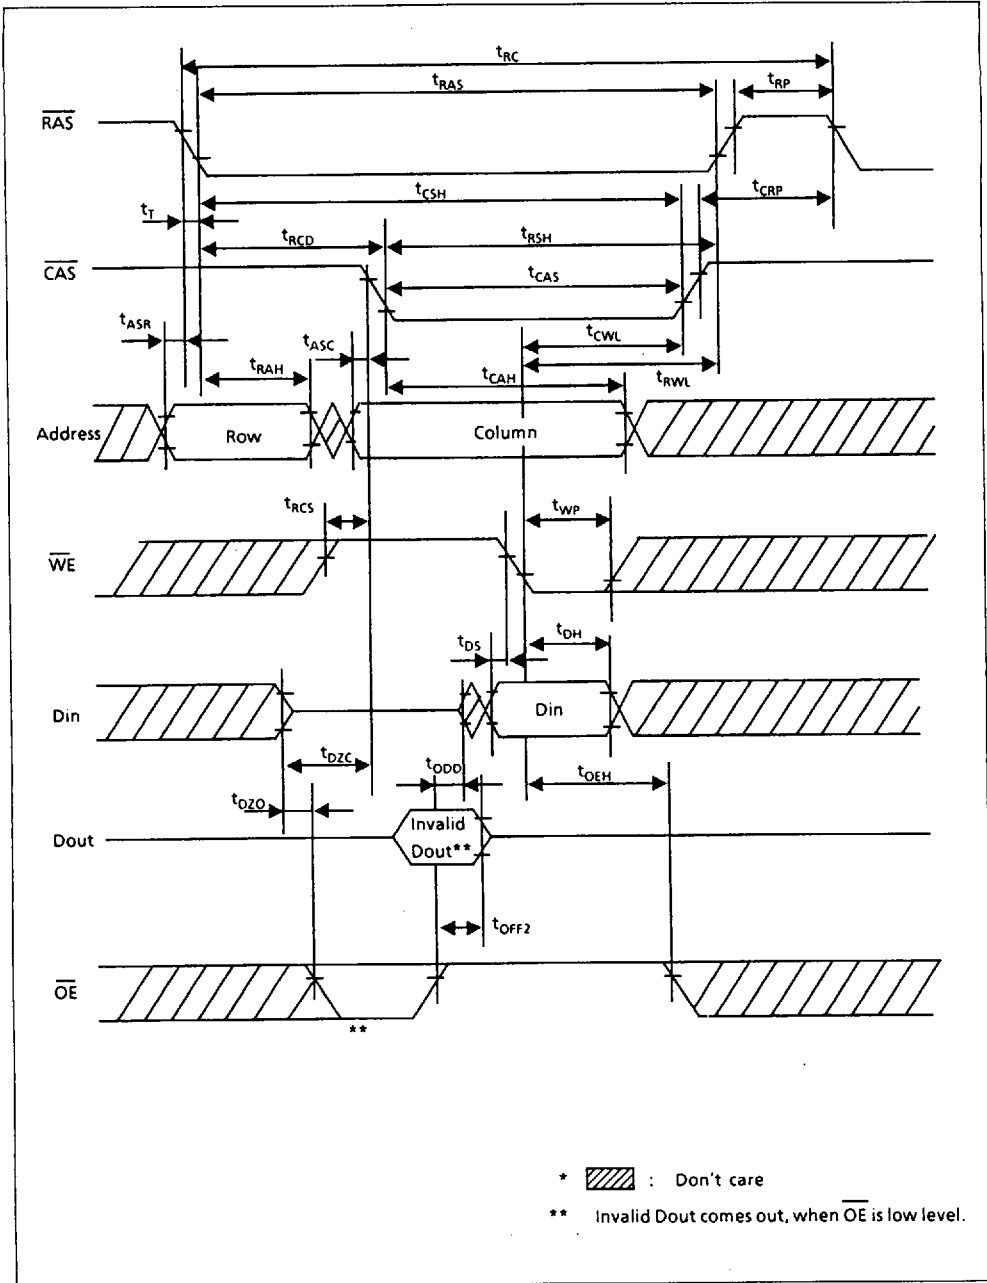 tRC
tRAS
tRP
RAS
tCSH
tCRP
tT
tRCD
tRSH
CAS
tCAS
tASR
tASC
tCWL
tRAH
tCAH
tRWL
Address
Row
Column
tRCS
tWP
WE
tDS
tDH
Din
Din
tDZC
tODD
tOEH
tDZO
Dout
Invalid
Dout**
tOFF2
OE
**
* : Don't care
** Invalid Dout comes out, when OE is low level.